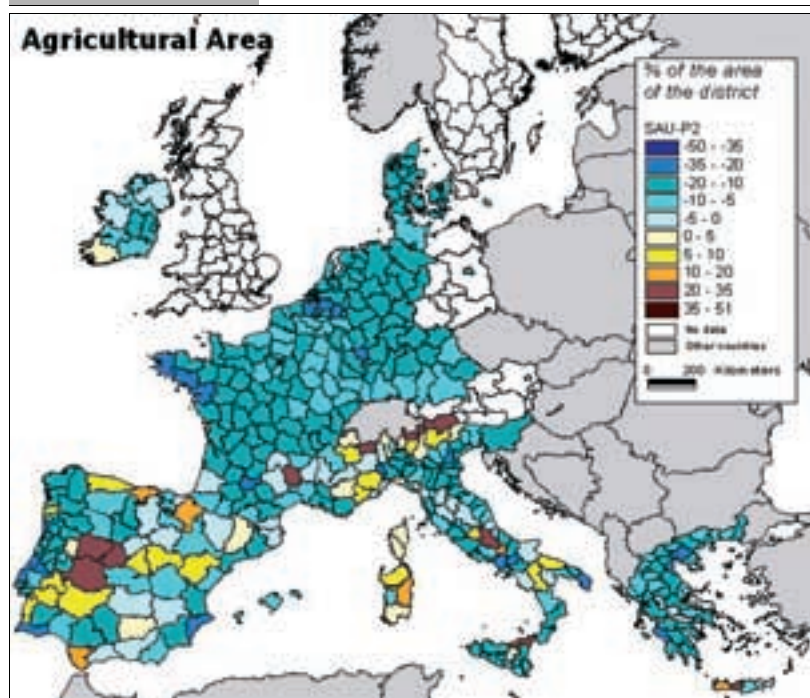 Agricultural Area
% of the area
of the district
SAU-P2
-50 - -35
-35 - -20
-20 - -10
-10 - -5
-5 - 0
0 - 5
5 - 10
10 - 20
20 - 35
35 - 51
No data
Other countries
0 200 Kilometers